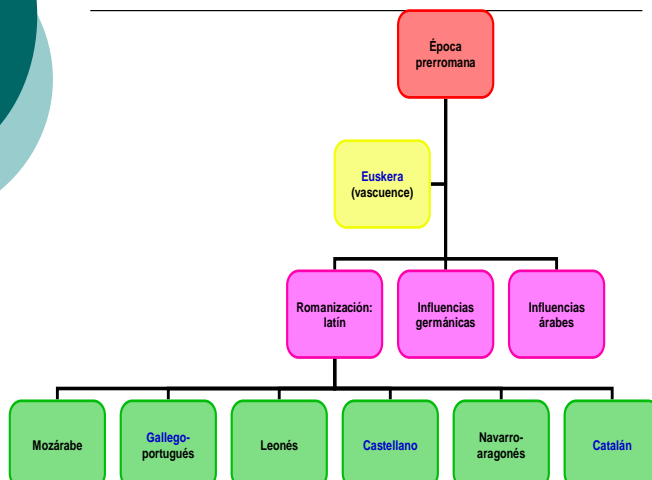 Época
prerromana
Euskera
(vascuence)
Romanización:
latín
Influencias
germánicas
Influencias
árabes
Mozárabe
Gallego-
portugués
Leonés
Castellano
Navarro-
aragonés
Catalán